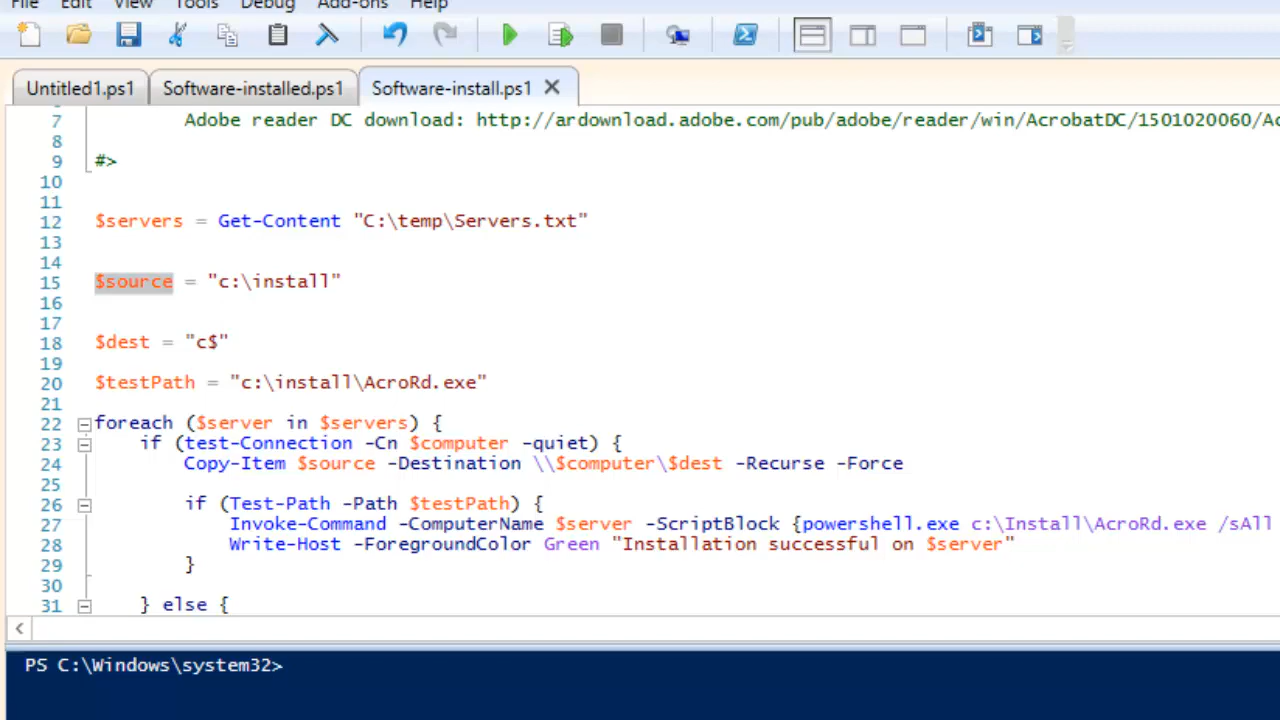 File Edit View Tools Debug Add-ons Help
Untitled1.ps1 Software-installed.ps1 Software-install.ps1
7 Adobe reader DC download: http://ardownload.adobe.com/pub/adobe/reader/win/AcrobatDC/1501020060/Ac
8
9 #>
10
11
12 $servers = Get-Content "C:\temp\Servers.txt"
13
14
15 $source = "c:\install"
16
17
18 $dest = "c$"
19
20 $testPath = "c:\install\AcroRd.exe"
21
22 foreach ($server in $servers) {
23 if (test-Connection -Cn $computer -quiet) {
24 Copy-Item $source -Destination \\$computer\$dest -Recurse -Force
25
26 if (Test-Path -Path $testPath) {
27 Invoke-Command -ComputerName $server -ScriptBlock {powershell.exe c:\Install\AcroRd.exe /sAll
28 Write-Host -ForegroundColor Green "Installation successful on $server"
29 }
30
31 } else {
PS C:\Windows\system32>